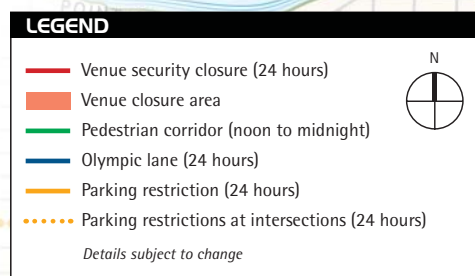 POINT
LEGEND
N
Venue security closure (24 hours)
Venue closure area
Pedestrian corridor (noon to midnight)
Olympic lane (24 hours)
Parking restriction (24 hours)
Parking restrictions at intersections (24 hours)
Details subject to change